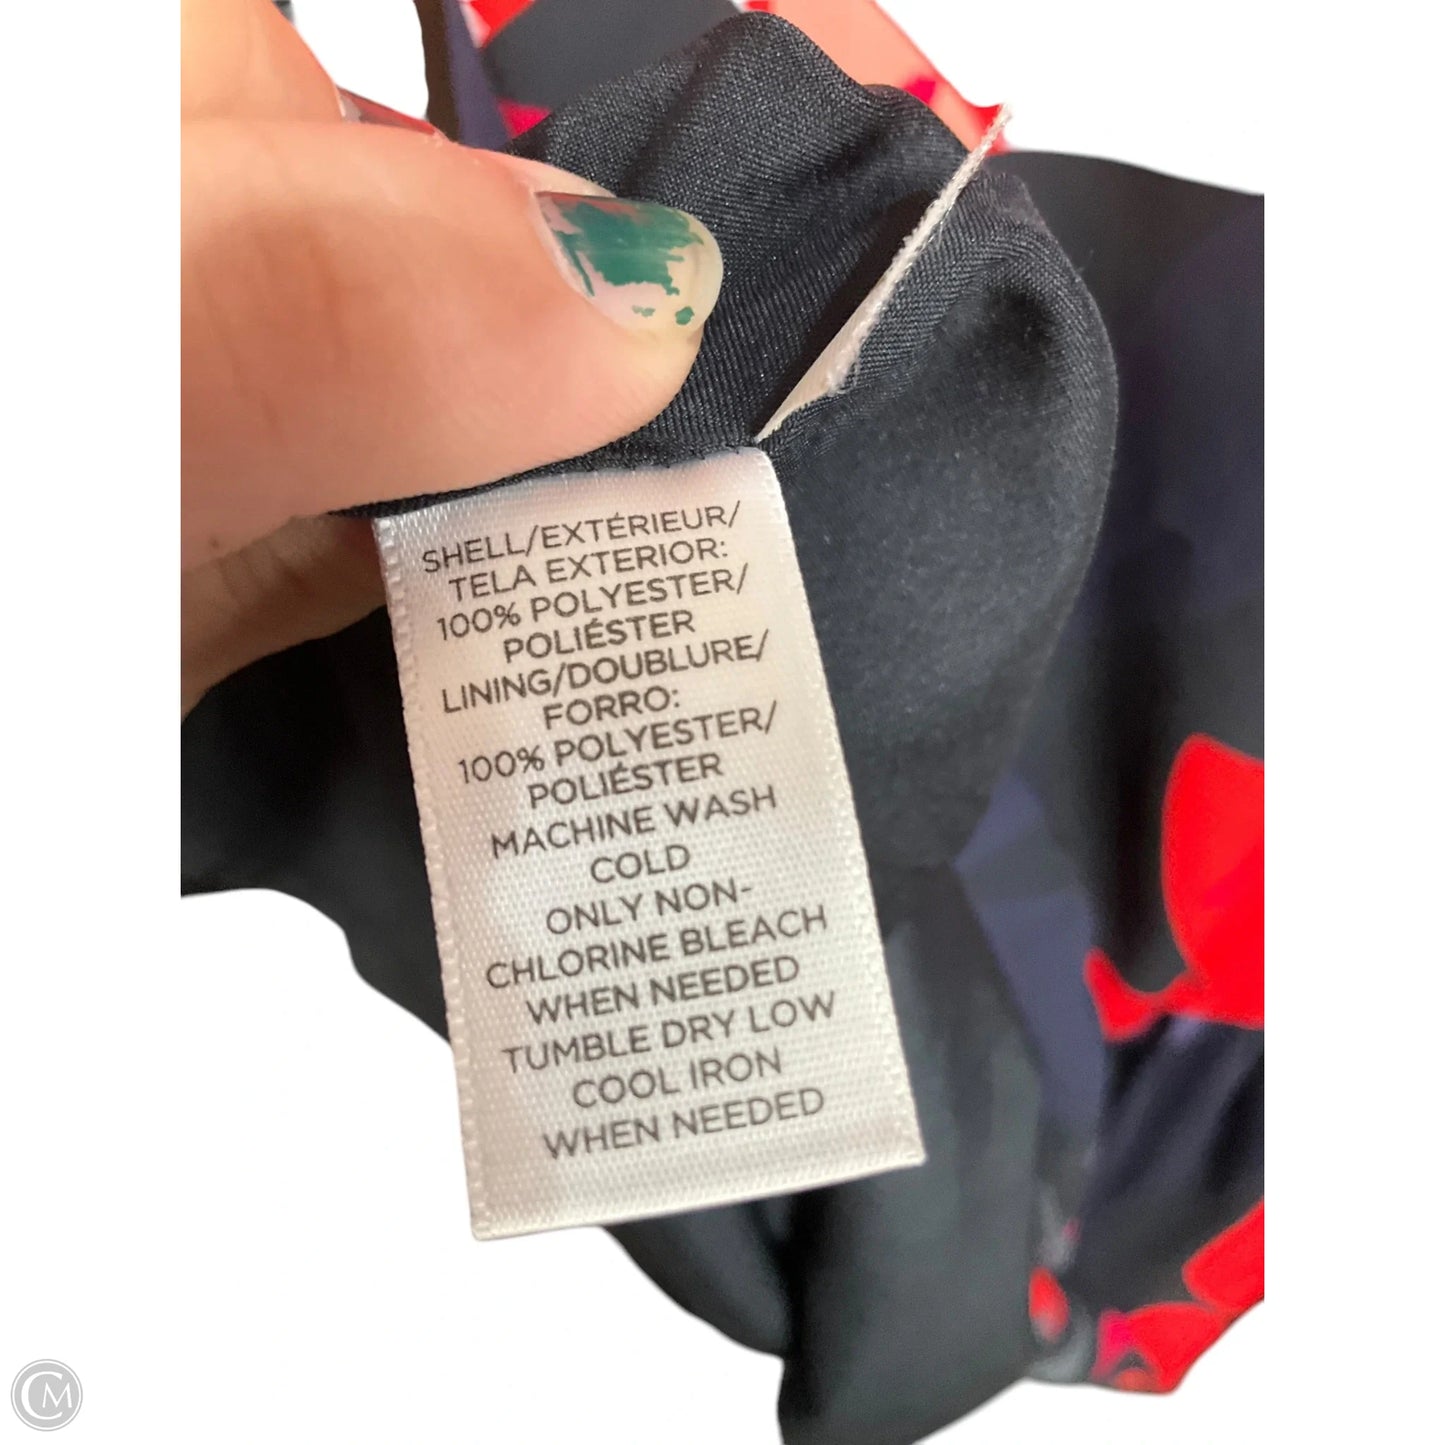 SHELL/EXTÉRIEUR/
TELA EXTERIOR:
100% POLYESTER/
POLIÉSTER
LINING/DOUBLURE/
FORRO:
100% POLYESTER/
POLIÉSTER
MACHINE WASH
COLD
ONLY NON-
CHLORINE BLEACH
WHEN NEEDED
TUMBLE DRY LOW
COOL IRON
WHEN NEEDED
CM